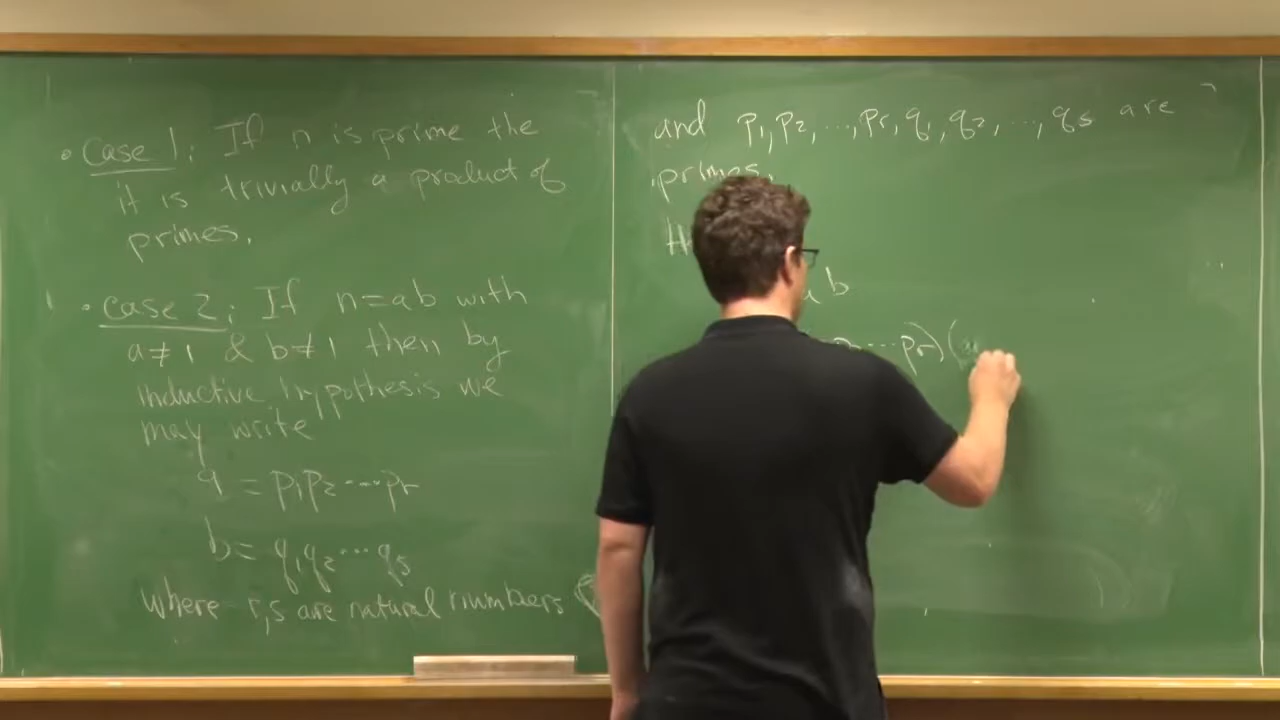 • Case 1: If n is prime the
it is trivially a product of
primes.
• Case 2: If n=ab with
a≠1 & b≠1 then by
inductive hypothesis we
may write
a = p₁p₂⋯pᵣ
b = q₁q₂⋯qₛ
where r,s are natural numbers
and p₁,p₂,…,pᵣ,q₁,q₂,…,qₛ are
primes.
ab
⋯pᵣ)(